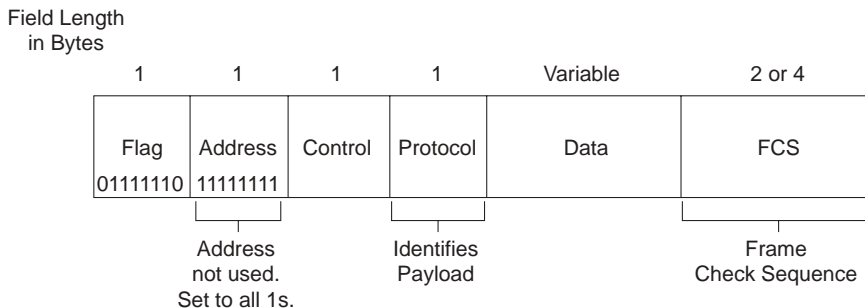 Field Length
in Bytes
1 1 1 1 Variable 2 or 4
Flag Address Control Protocol Data FCS
01111110 11111111
Address Identifies Frame
not used. Payload Check Sequence
Set to all 1s.